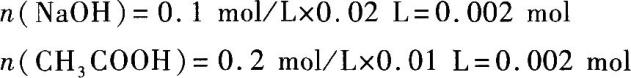 n(NaOH)=0.1 mol/L×0.02 L=0.002 mol
n(CH₃COOH)=0.2 mol/L×0.01 L=0.002 mol